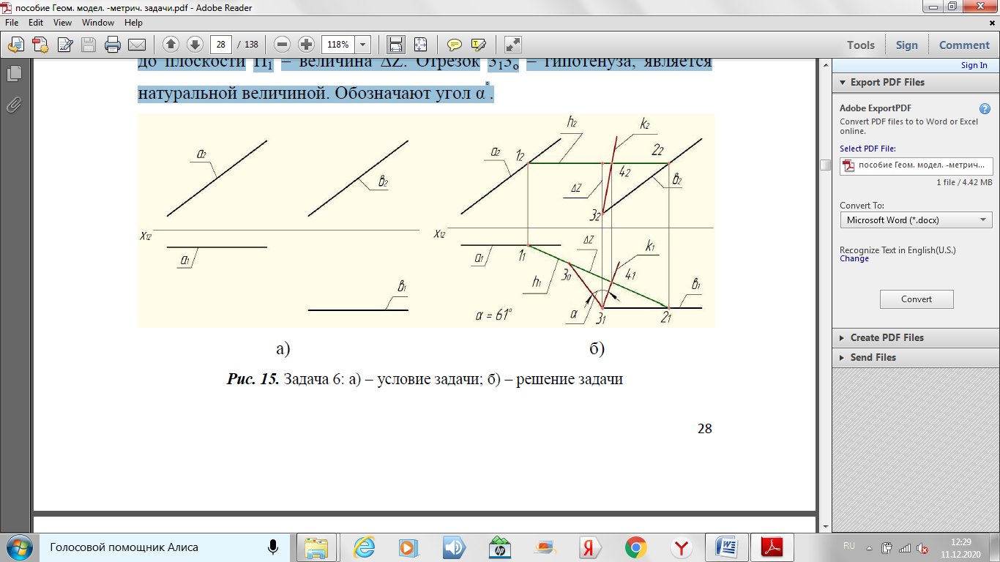 пособие Геом. модел. -метрич. задачи.pdf - Adobe Reader
File Edit View Window Help
28 / 138 118% Tools Sign Comment
Sign In
Export PDF Files
Adobe ExportPDF
Convert PDF files to to Word or Excel
online.
Select PDF File:
пособие Геом. модел. -метрич...
1 file / 4.42 MB
Convert To:
Microsoft Word (*.docx)
Recognize Text in English(U.S.)
Change
Convert
Create PDF Files
Send Files
до плоскости П₁ – величина ΔZ. Отрезок 3₁3₀ – гипотенуза, является
натуральной величиной. Обозначают угол α°.
a₂
в₂
X₁₂
a₁
в₁
h₂
k₂
a₂
1₂
2₂
4₂
в₂
ΔZ
3₂
X₁₂
ΔZ
k₁
a₁
1₁
3₀
4₁
h₁
в₁
α = 61°
α
3₁
2₁
а)
б)
Рис. 15. Задача 6: а) – условие задачи; б) – решение задачи
28
Голосовой помощник Алиса
RU
12:29
11.12.2020